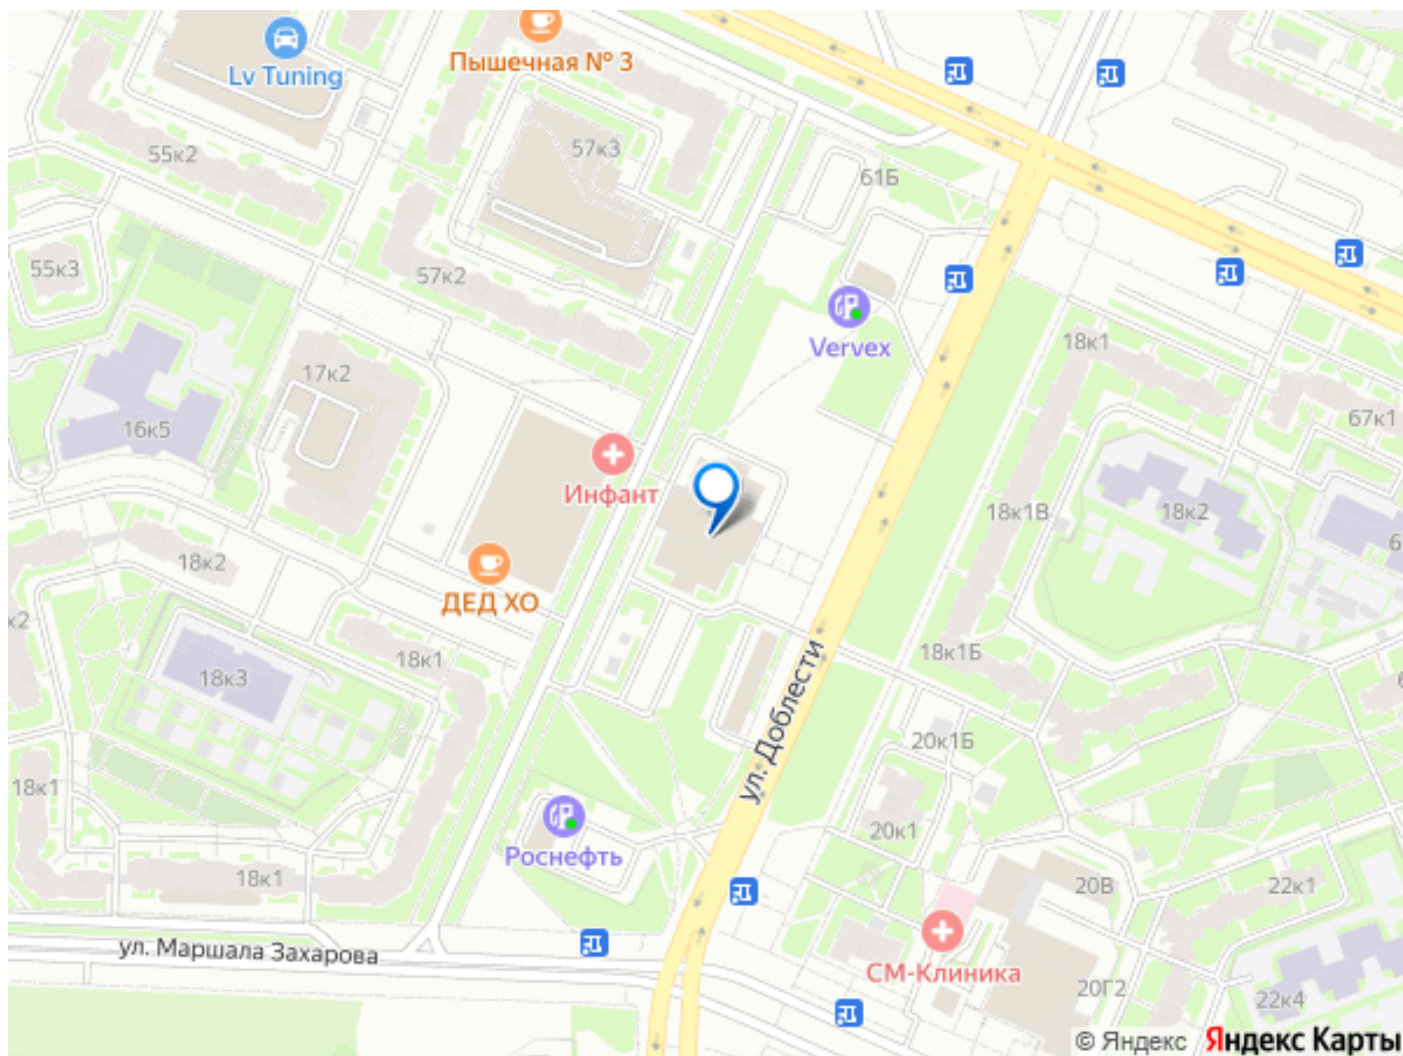 Lv Tuning
Пышечная № 3
55к2
57к3
61Б
55к3
57к2
Vervex
18к1
17к2
67к1
16к5
Инфант
18к1В
18к2
6
18к2
ДЕД ХО
к2
18к1
18к1Б
18к3
ул. Доблести
20к1Б
18к1
20к1
Роснефть
18к1
20В
22к1
ул. Маршала Захарова
СМ-Клиника
20Г2
22к4
© Яндекс Яндекс Карты